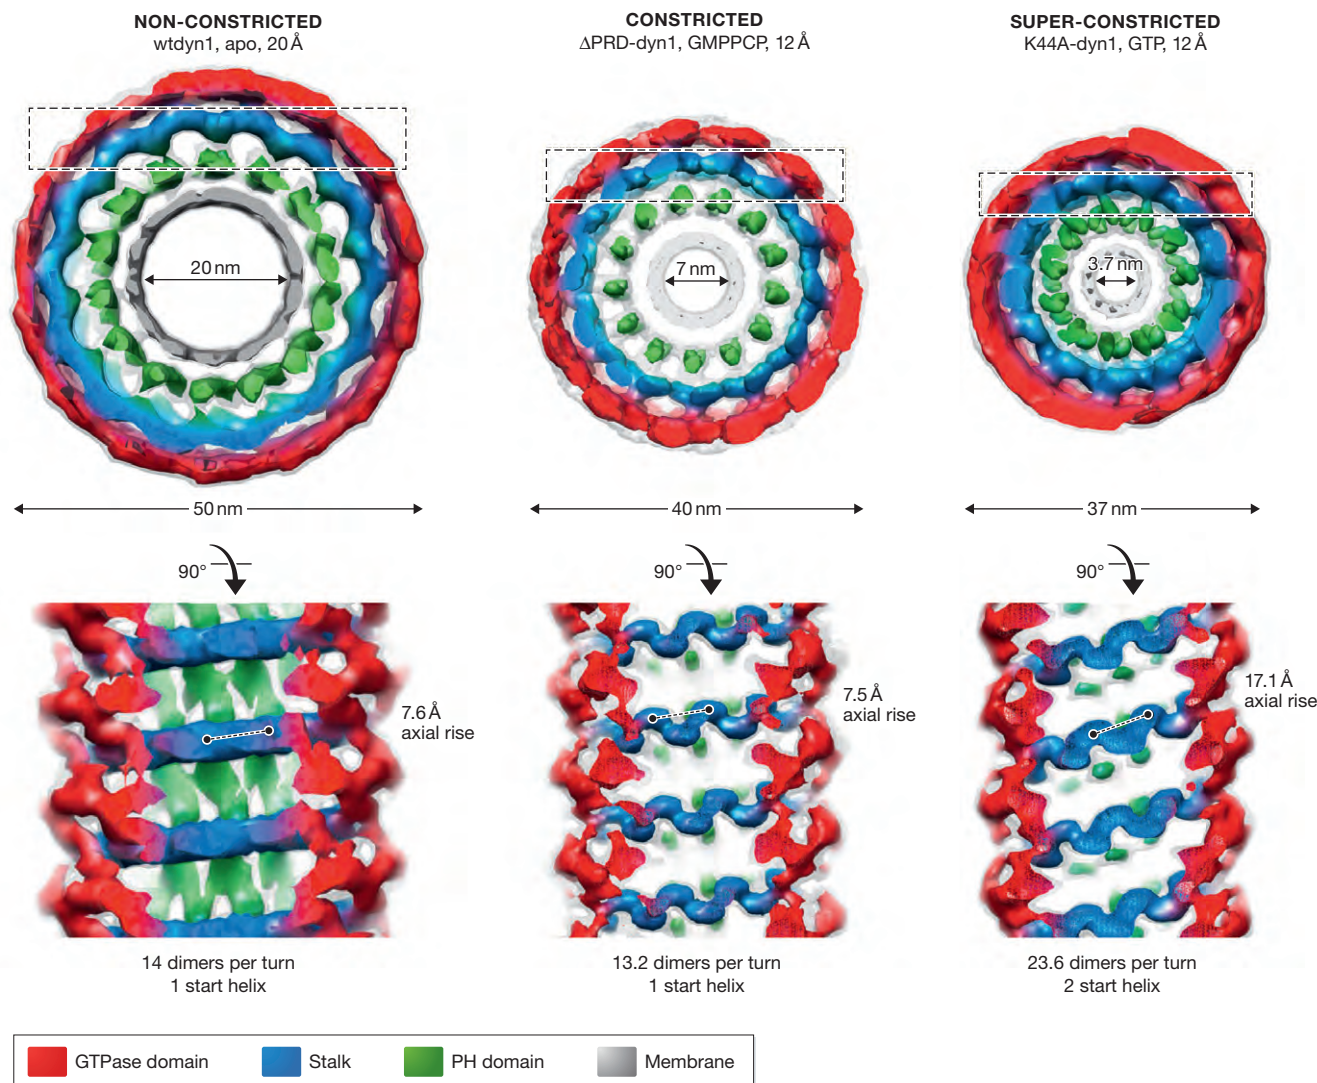 NON-CONSTRICTED
wtdyn1, apo, 20 Å
CONSTRICTED
ΔPRD-dyn1, GMPPCP, 12 Å
SUPER-CONSTRICTED
K44A-dyn1, GTP, 12 Å
20 nm
7 nm
3.7 nm
50 nm
40 nm
37 nm
90°
90°
90°
7.6 Å
axial rise
7.5 Å
axial rise
17.1 Å
axial rise
14 dimers per turn
1 start helix
13.2 dimers per turn
1 start helix
23.6 dimers per turn
2 start helix
GTPase domain
Stalk
PH domain
Membrane